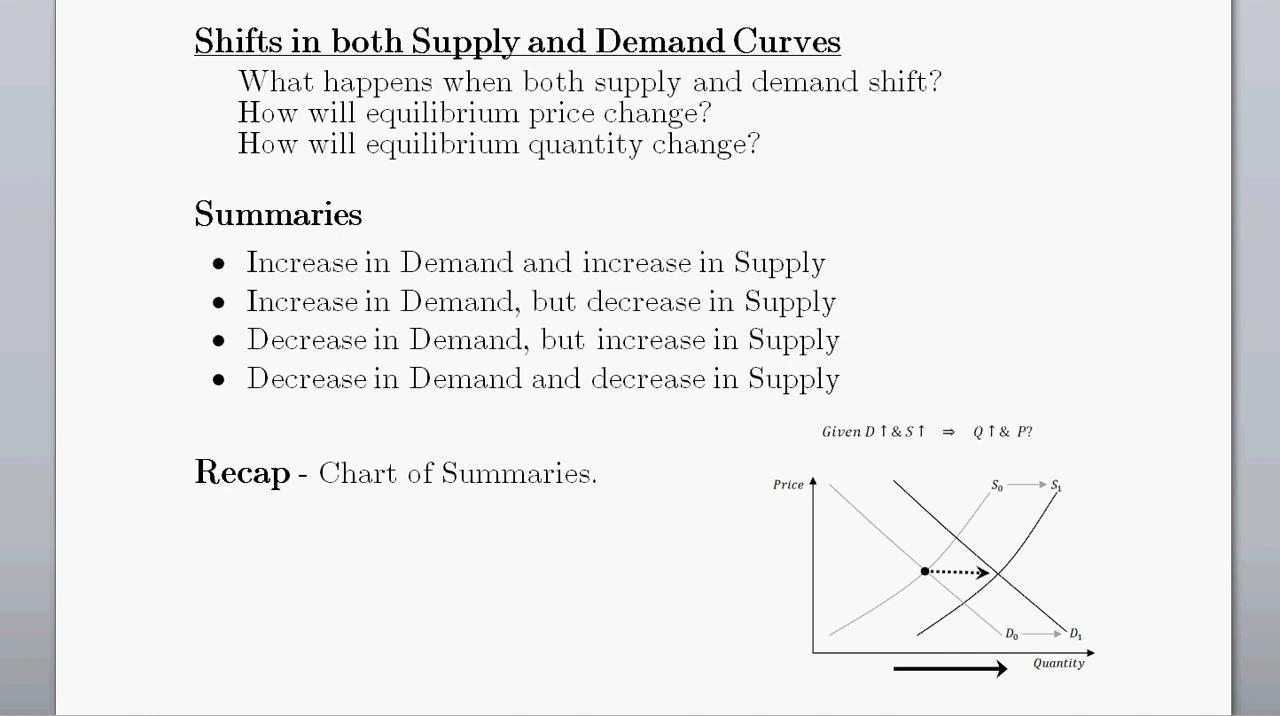 Shifts in both Supply and Demand Curves
What happens when both supply and demand shift?
How will equilibrium price change?
How will equilibrium quantity change?
Summaries
• Increase in Demand and increase in Supply
• Increase in Demand, but decrease in Supply
• Decrease in Demand, but increase in Supply
• Decrease in Demand and decrease in Supply
Given D ↑ & S ↑ ⇒ Q ↑ & P?
Recap - Chart of Summaries.
Price
S₀ S₁
D₀ D₁
Quantity